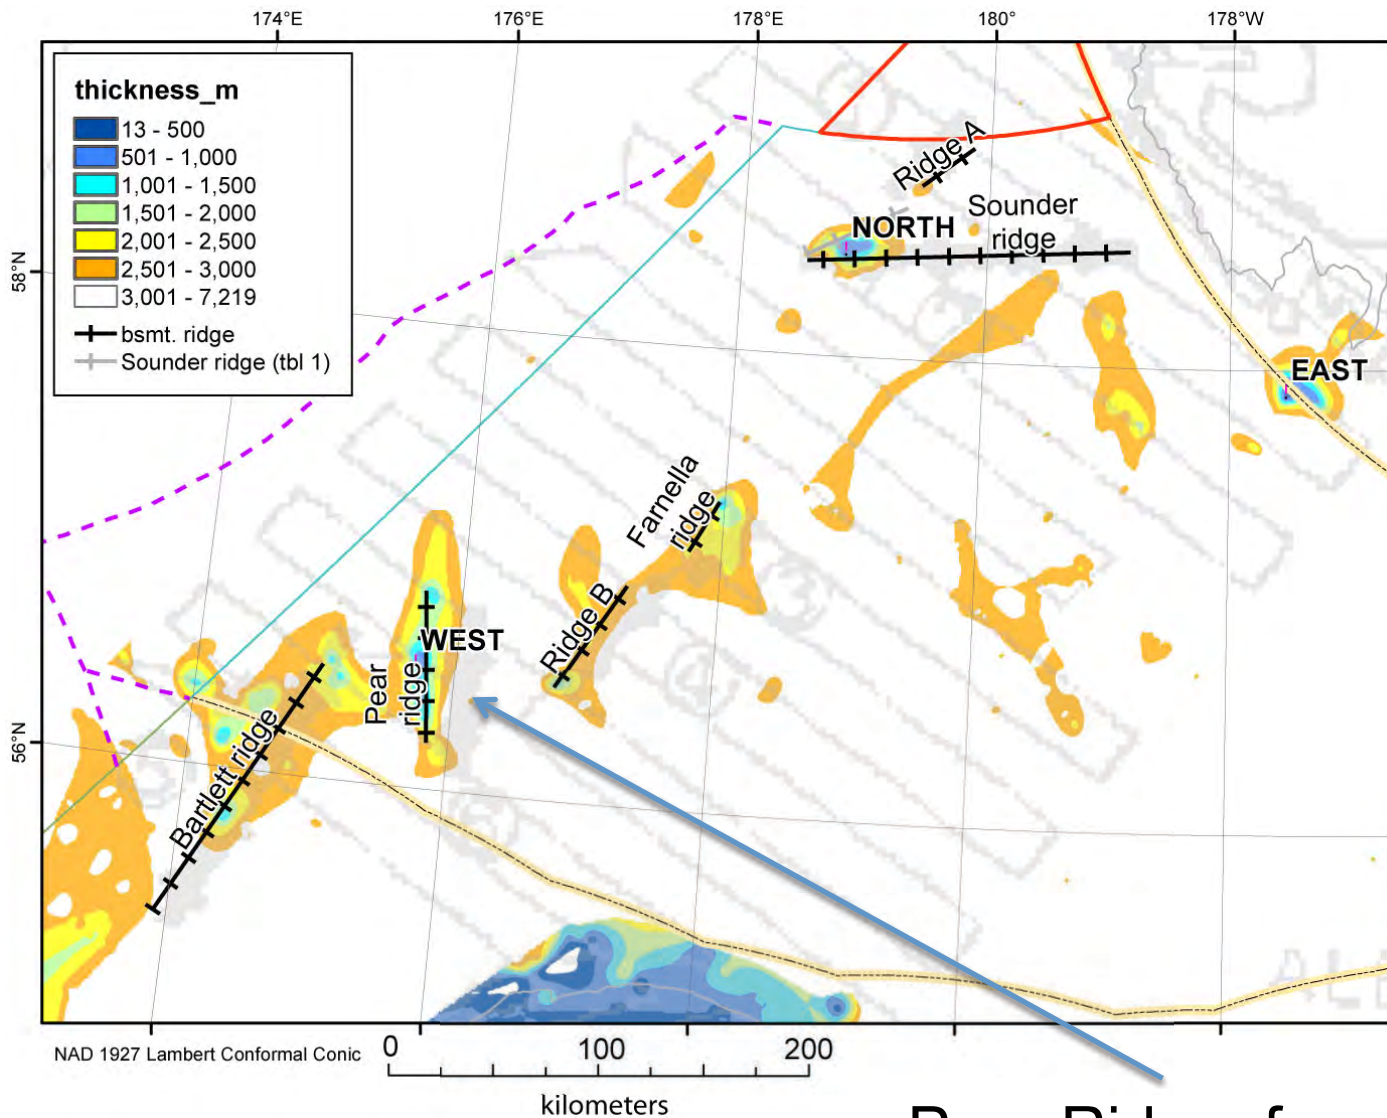 174°E 176°E 178°E 180° 178°W
thickness_m
13 - 500
501 - 1,000
1,001 - 1,500
1,501 - 2,000
2,001 - 2,500
2,501 - 3,000
3,001 - 7,219
bsmt. ridge
Sounder ridge (tbl 1)
58°N
56°N
Ridge A
NORTH
Sounder
ridge
EAST
Farnella
ridge
Ridge B
WEST
Pear
ridge
Bartlett ridge
NAD 1927 Lambert Conformal Conic
0 100 200
kilometers